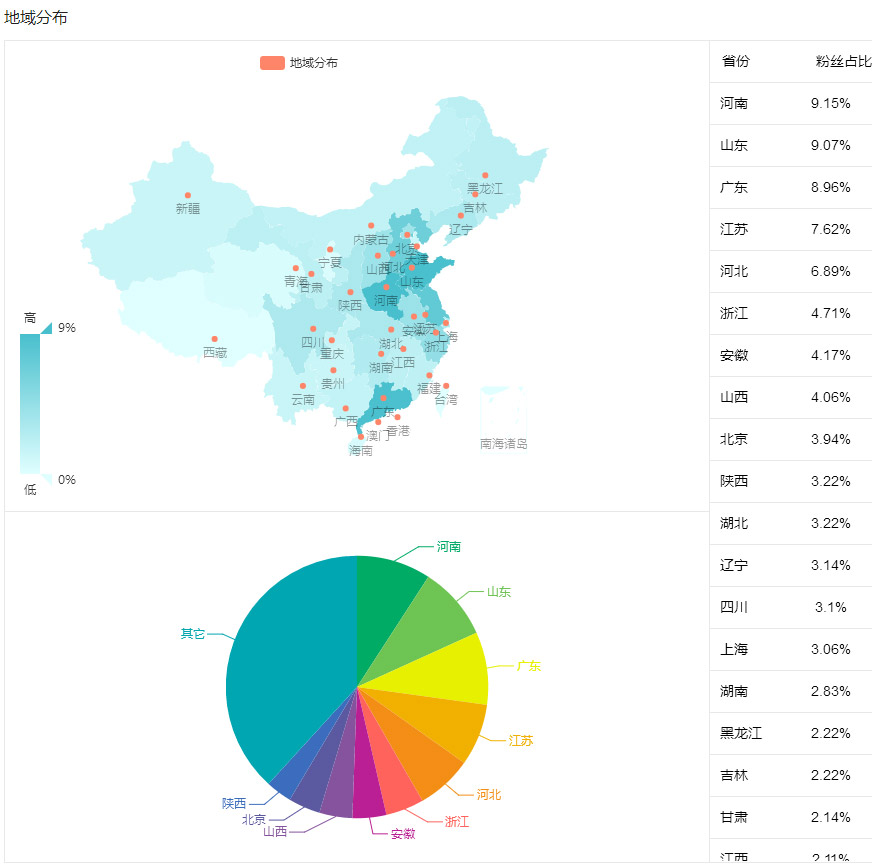 地域分布
地域分布
黑龙江
吉林
新疆
辽宁
内蒙古
北京
天津
宁夏
山西
河北
青海
甘肃
山东
陕西
河南
高
9%
安徽
江苏
上海
四川
湖北
浙江
西藏
重庆
江西
湖南
贵州
福建
云南
台湾
广东
广西
香港
澳门
南海诸岛
海南
0%
低
河南
山东
其它
广东
江苏
河北
陕西
北京
浙江
山西
安徽
省份 粉丝占比
河南 9.15%
山东 9.07%
广东 8.96%
江苏 7.62%
河北 6.89%
浙江 4.71%
安徽 4.17%
山西 4.06%
北京 3.94%
陕西 3.22%
湖北 3.22%
辽宁 3.14%
四川 3.1%
上海 3.06%
湖南 2.83%
黑龙江 2.22%
吉林 2.22%
甘肃 2.14%
江西 2.11%